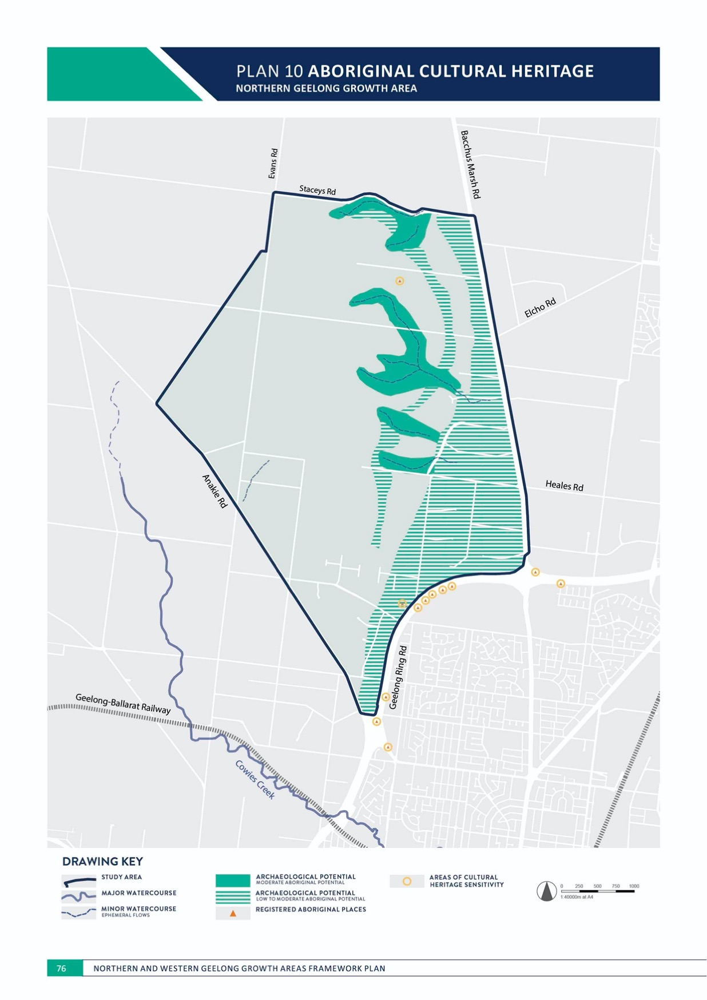 PLAN 10 ABORIGINAL CULTURAL HERITAGE
NORTHERN GEELONG GROWTH AREA
Bacchus Marsh Rd
Evans Rd
Staceys Rd
Elcho Rd
Anakie Rd
Heales Rd
Geelong Ring Rd
Geelong-Ballarat Railway
Cowies Creek
DRAWING KEY
STUDY AREA
MAJOR WATERCOURSE
MINOR WATERCOURSE
EPHEMERAL FLOWS
ARCHAEOLOGICAL POTENTIAL
MODERATE ABORIGINAL POTENTIAL
ARCHAEOLOGICAL POTENTIAL
LOW TO MODERATE ABORIGINAL POTENTIAL
REGISTERED ABORIGINAL PLACES
AREAS OF CULTURAL
HERITAGE SENSITIVITY
0 250 500 750 1000
1:40000m at A4
76 NORTHERN AND WESTERN GEELONG GROWTH AREAS FRAMEWORK PLAN